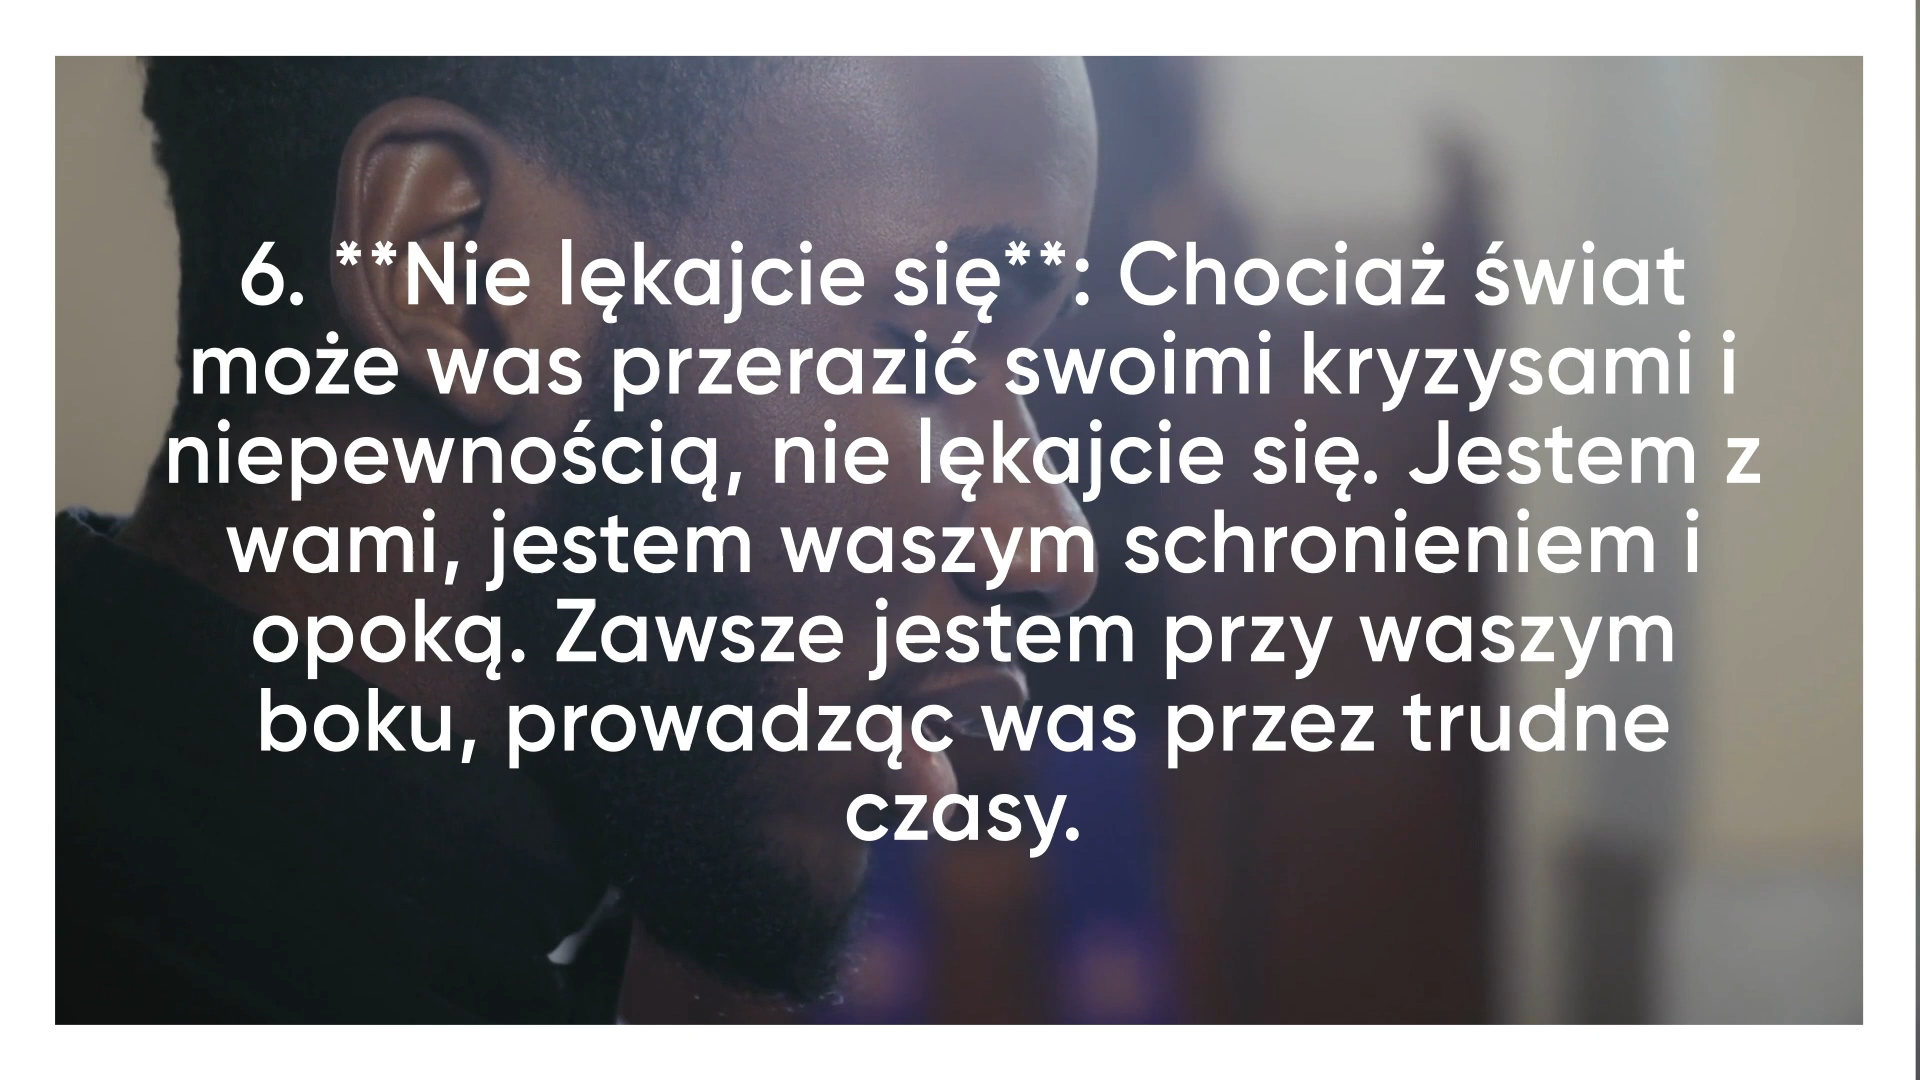 6. **Nie lękajcie się**: Chociaż świat
może was przerazić swoimi kryzysami i
niepewnością, nie lękajcie się. Jestem z
wami, jestem waszym schronieniem i
opoką. Zawsze jestem przy waszym
boku, prowadząc was przez trudne
czasy.